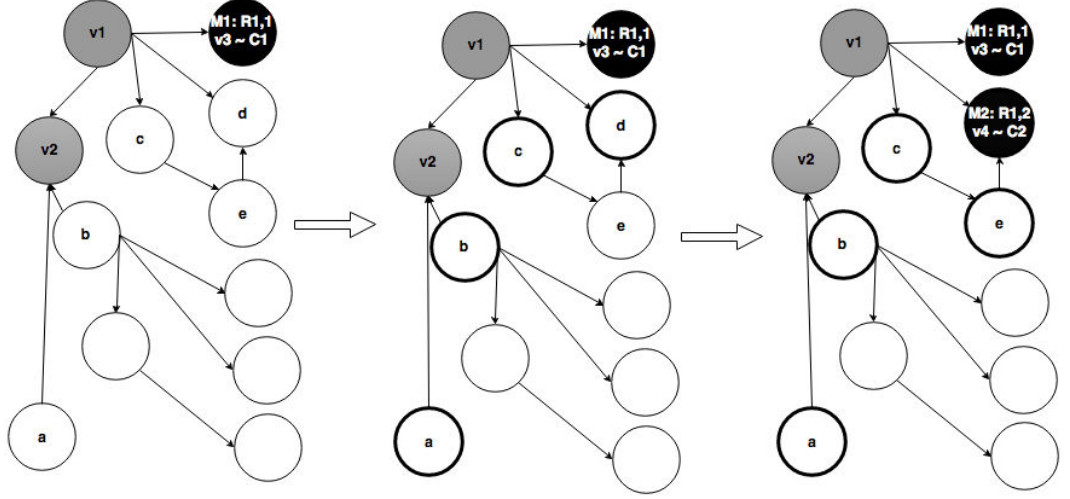 v1
M1: R1,1
v3 ~ C1
d
c
v2
e
b
a
v1
M1: R1,1
v3 ~ C1
d
c
v2
e
b
a
v1
M1: R1,1
v3 ~ C1
M2: R1,2
v4 ~ C2
c
v2
e
b
a